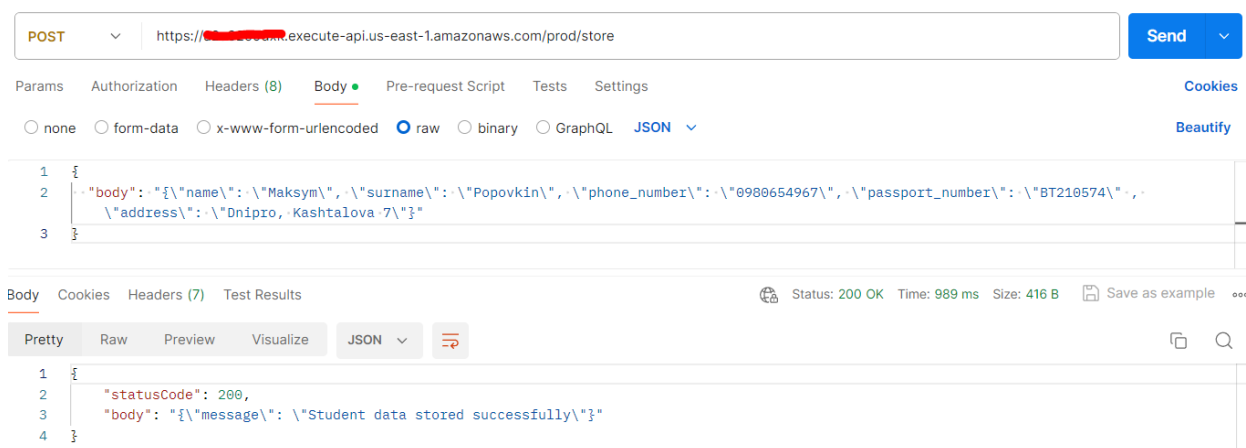 POST
https:// .execute-api.us-east-1.amazonaws.com/prod/store
Send
Params Authorization Headers (8) Body Pre-request Script Tests Settings Cookies
none form-data x-www-form-urlencoded raw binary GraphQL JSON Beautify
1 {
2 "body": "{\"name\": \"Maksym\", \"surname\": \"Popovkin\", \"phone_number\": \"0980654967\", \"passport_number\": \"BT210574\" ,
\"address\": \"Dnipro, Kashtalova 7\"}"
3 }
Body Cookies Headers (7) Test Results Status: 200 OK Time: 989 ms Size: 416 B Save as example
Pretty Raw Preview Visualize JSON
1 {
2 "statusCode": 200,
3 "body": "{\"message\": \"Student data stored successfully\"}"
4 }